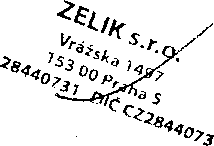 ZELIK s.r.o.
Vrážska 1497
153 00 Praha 5
28440731 DIČ CZ2844073